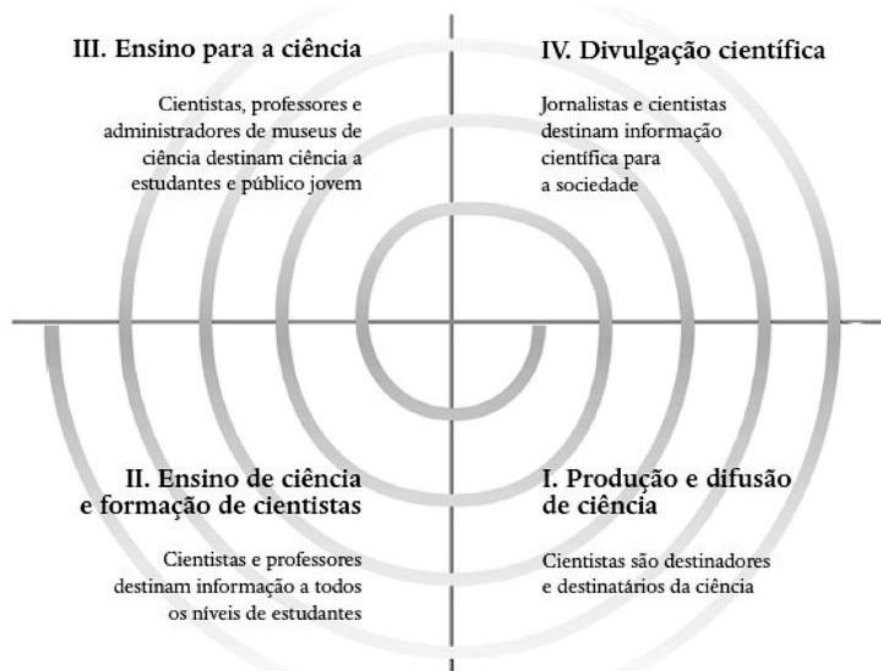 III. Ensino para a ciência
Cientistas, professores e
administradores de museus de
ciência destinam ciência a
estudantes e público jovem
IV. Divulgação científica
Jornalistas e cientistas
destinam informação
científica para
a sociedade
II. Ensino de ciência
e formação de cientistas
Cientistas e professores
destinam informação a todos
os níveis de estudantes
I. Produção e difusão
de ciência
Cientistas são destinadores
e destinatários da ciência